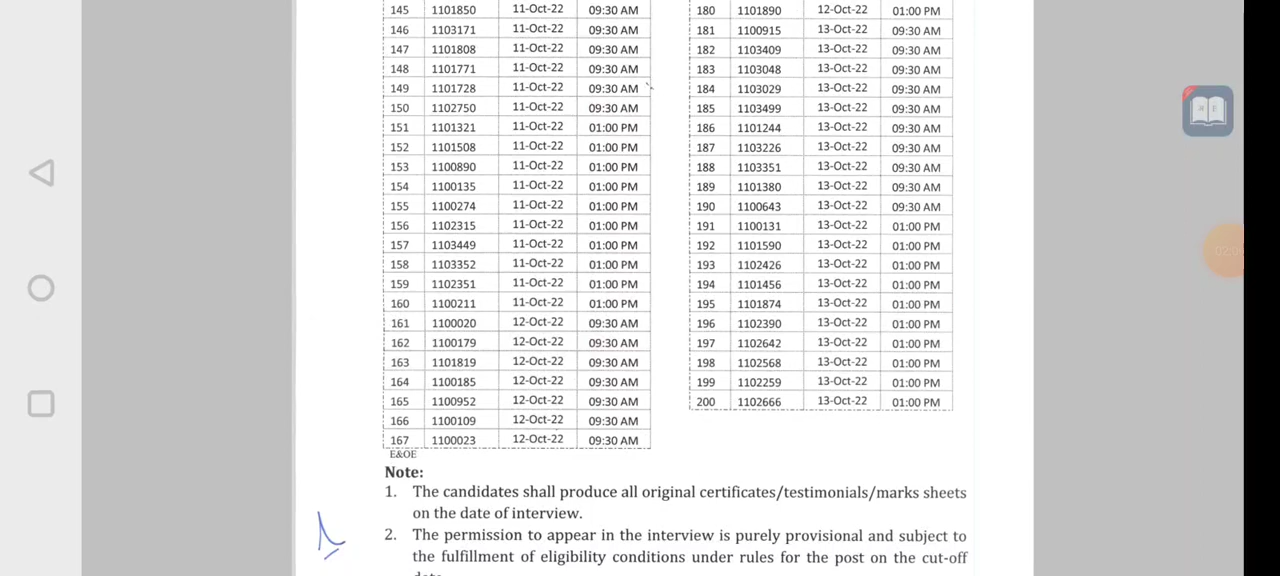 145 1101850 11-Oct-22 09:30 AM
146 1103171 11-Oct-22 09:30 AM
147 1101808 11-Oct-22 09:30 AM
148 1101771 11-Oct-22 09:30 AM
149 1101728 11-Oct-22 09:30 AM
150 1102750 11-Oct-22 09:30 AM
151 1101321 11-Oct-22 01:00 PM
152 1101508 11-Oct-22 01:00 PM
153 1100890 11-Oct-22 01:00 PM
154 1100135 11-Oct-22 01:00 PM
155 1100274 11-Oct-22 01:00 PM
156 1102315 11-Oct-22 01:00 PM
157 1103449 11-Oct-22 01:00 PM
158 1103352 11-Oct-22 01:00 PM
159 1102351 11-Oct-22 01:00 PM
160 1100211 11-Oct-22 01:00 PM
161 1100020 12-Oct-22 09:30 AM
162 1100179 12-Oct-22 09:30 AM
163 1101819 12-Oct-22 09:30 AM
164 1100185 12-Oct-22 09:30 AM
165 1100952 12-Oct-22 09:30 AM
166 1100109 12-Oct-22 09:30 AM
167 1100023 12-Oct-22 09:30 AM
180 1101890 12-Oct-22 01:00 PM
181 1100915 13-Oct-22 09:30 AM
182 1103409 13-Oct-22 09:30 AM
183 1103048 13-Oct-22 09:30 AM
184 1103029 13-Oct-22 09:30 AM
185 1103499 13-Oct-22 09:30 AM
186 1101244 13-Oct-22 09:30 AM
187 1103226 13-Oct-22 09:30 AM
188 1103351 13-Oct-22 09:30 AM
189 1101380 13-Oct-22 09:30 AM
190 1100643 13-Oct-22 09:30 AM
191 1100131 13-Oct-22 01:00 PM
192 1101590 13-Oct-22 01:00 PM
193 1102426 13-Oct-22 01:00 PM
194 1101456 13-Oct-22 01:00 PM
195 1101874 13-Oct-22 01:00 PM
196 1102390 13-Oct-22 01:00 PM
197 1102642 13-Oct-22 01:00 PM
198 1102568 13-Oct-22 01:00 PM
199 1102259 13-Oct-22 01:00 PM
200 1102666 13-Oct-22 01:00 PM
E&OE
Note:
1. The candidates shall produce all original certificates/testimonials/marks sheets
on the date of interview.
2. The permission to appear in the interview is purely provisional and subject to
the fulfillment of eligibility conditions under rules for the post on the cut-off